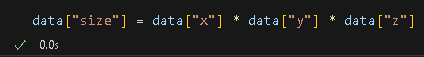 data["size"] = data["x"] * data["y"] * data["z"]
✓ 0.0s